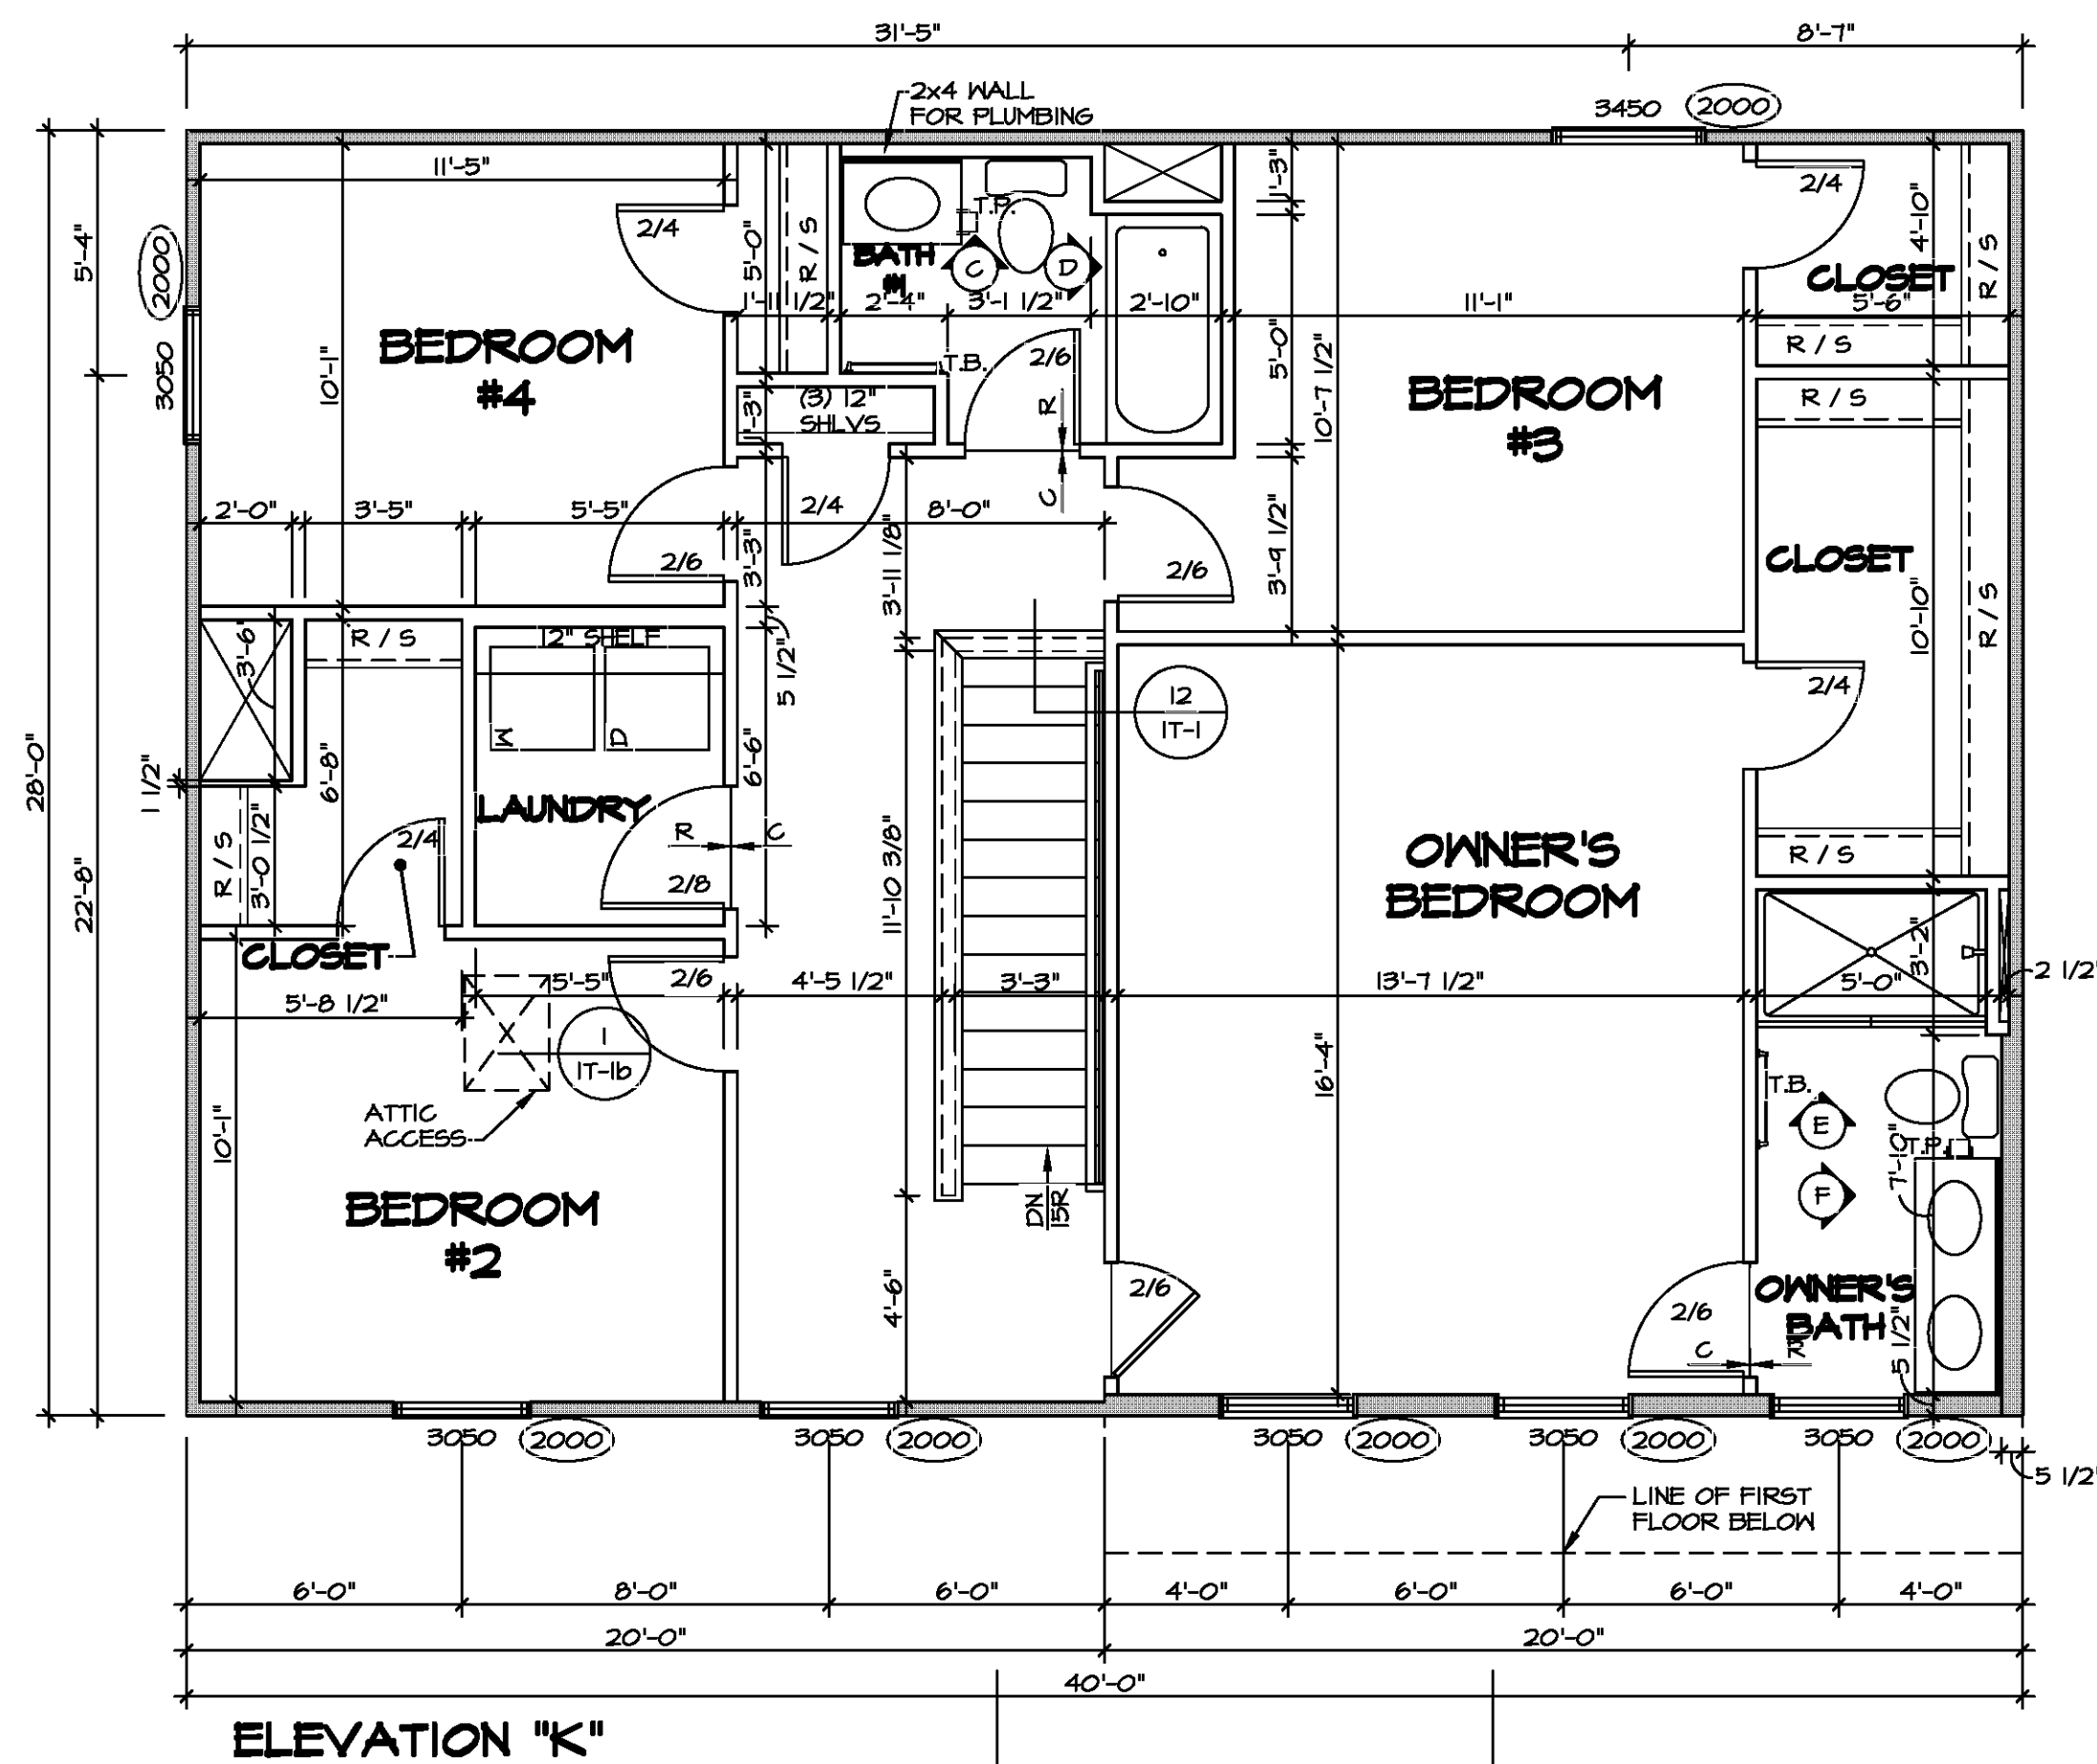 31'-5"
8'-7"
2x4 WALL
FOR PLUMBING
3450
2000
11'-5"
2/4
T.P.
1'-3"
2/4
4'-10"
5'-4"
2000
5'-0"
R / S
BATH
C
D
CLOSET
R / S
1'-11 1/2"
2'-4"
3'-1 1/2"
2'-10"
11'-1"
5'-6"
BEDROOM
#4
3050
10'-1"
T.B.
2/6
5'-0"
10'-7 1/2"
R / S
BEDROOM
#3
R / S
(3) 12"
SHLVS
R
C
2'-0"
3'-5"
5'-5"
2/4
8'-0"
2/6
3'-3"
3'-11 1/8"
2/6
3'-9 1/2"
CLOSET
10'-10"
R / S
3'-6"
R / S
12" SHELF
5 1/2"
2/4
12
1T-1
W
D
28'-0"
1 1/2"
6'-8"
6'-6"
LAUNDRY
R / S
3'-0 1/2"
2/4
R
C
2/8
11'-10 3/8"
OWNER'S
BEDROOM
R / S
22'-8"
CLOSET
2/6
3'-2"
5'-8 1/2"
5'-5"
4'-5 1/2"
3'-3"
13'-7 1/2"
5'-0"
2 1/2"
X
1
1T-1b
16'-4"
T.B.
10'-1"
ATTIC
ACCESS
E
T.P.
7'-10"
BEDROOM
#2
DN
15R
F
4'-6"
2/6
2/6
OWNER'S
BATH
C
R
5 1/2"
3050
2000
3050
2000
3050
2000
3050
2000
3050
2000
5 1/2"
LINE OF FIRST
FLOOR BELOW
6'-0"
8'-0"
6'-0"
4'-0"
6'-0"
6'-0"
4'-0"
20'-0"
20'-0"
40'-0"
ELEVATION "K"